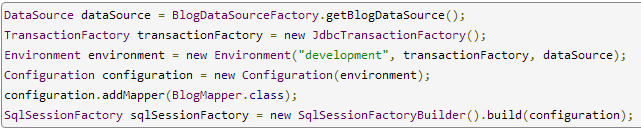 DataSource dataSource = BlogDataSourceFactory.getBlogDataSource();
TransactionFactory transactionFactory = new JdbcTransactionFactory();
Environment environment = new Environment("development", transactionFactory, dataSource);
Configuration configuration = new Configuration(environment);
configuration.addMapper(BlogMapper.class);
SqlSessionFactory sqlSessionFactory = new SqlSessionFactoryBuilder().build(configuration);